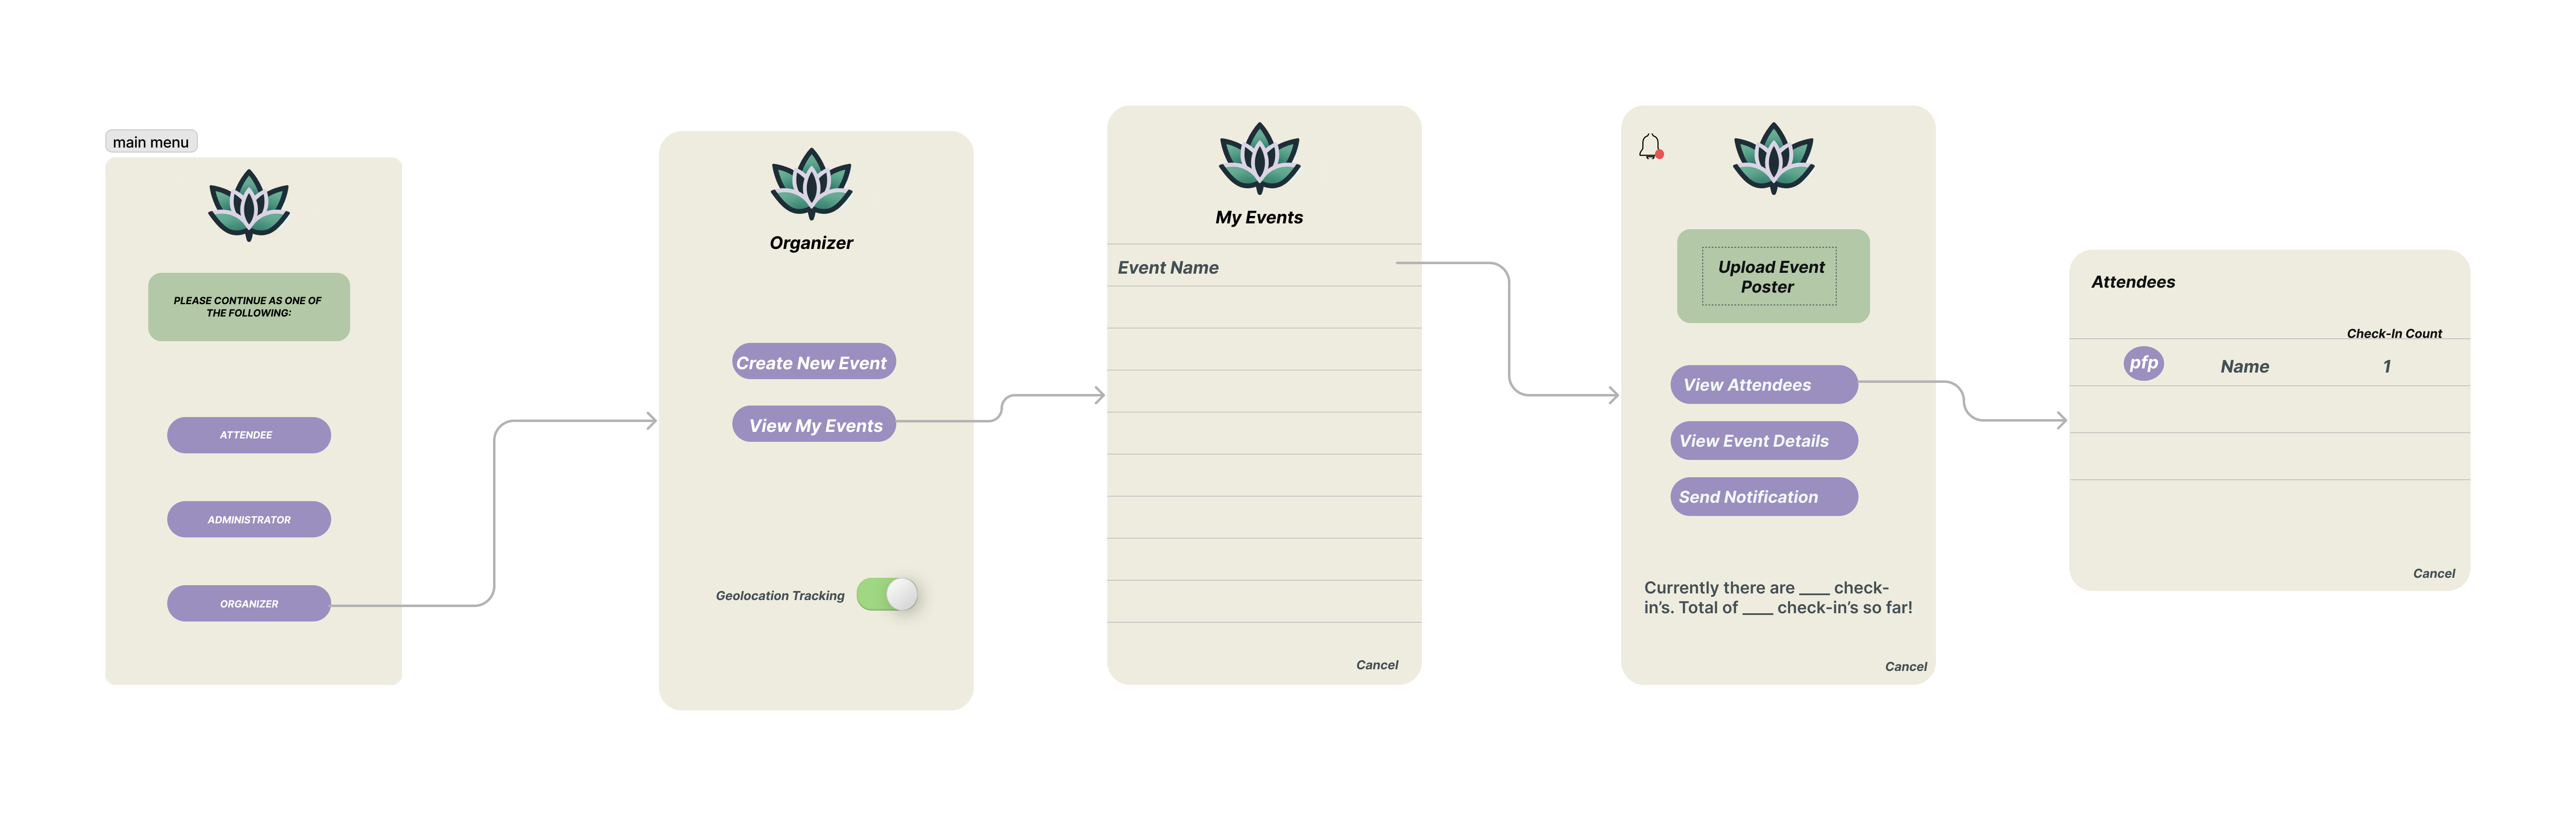 main menu
PLEASE CONTINUE AS ONE OF
THE FOLLOWING:
ATTENDEE
ADMINISTRATOR
ORGANIZER
Organizer
Create New Event
View My Events
Geolocation Tracking
My Events
Event Name
Cancel
Upload Event
Poster
View Attendees
View Event Details
Send Notification
Currently there are ____ check-
in's. Total of ____ check-in's so far!
Cancel
Attendees
Check-In Count
pfp Name 1
Cancel